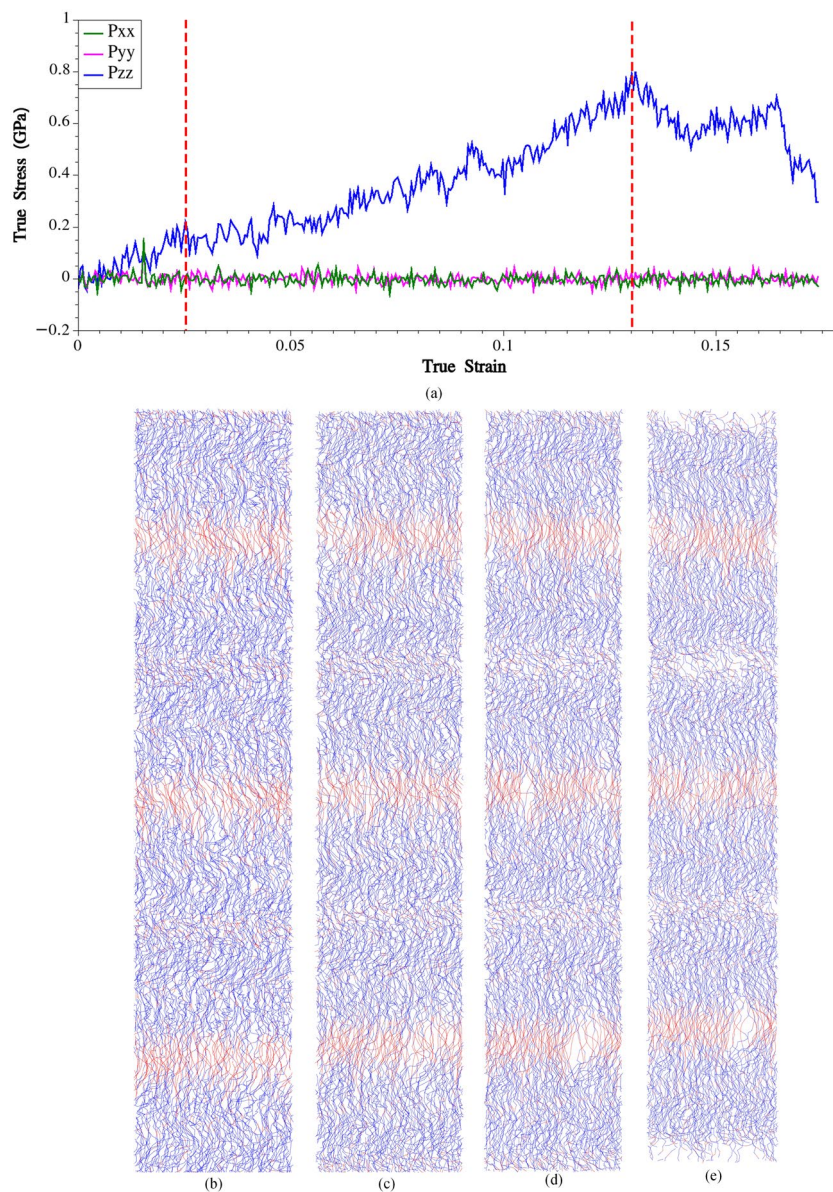 1
Pxx
Pyy
Pzz
0.8
0.6
0.4
0.2
0
−0.2
True Stress (GPa)
0
0.05
0.1
0.15
True Strain
(a)
(b)
(c)
(d)
(e)